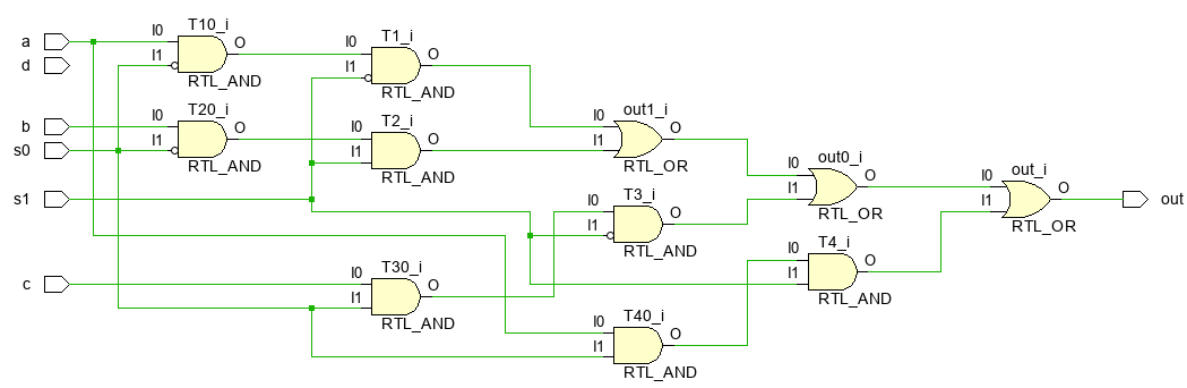 a
d
b
s0
s1
c
T10_i
I0
I1
O
RTL_AND
T20_i
I0
I1
O
RTL_AND
T1_i
I0
I1
O
RTL_AND
T2_i
I0
I1
O
RTL_AND
T30_i
I0
I1
O
RTL_AND
out1_i
I0
I1
O
RTL_OR
T3_i
I0
I1
O
RTL_AND
T40_i
I0
I1
O
RTL_AND
out0_i
I0
I1
O
RTL_OR
T4_i
I0
I1
O
RTL_AND
out_i
I0
I1
O
RTL_OR
out